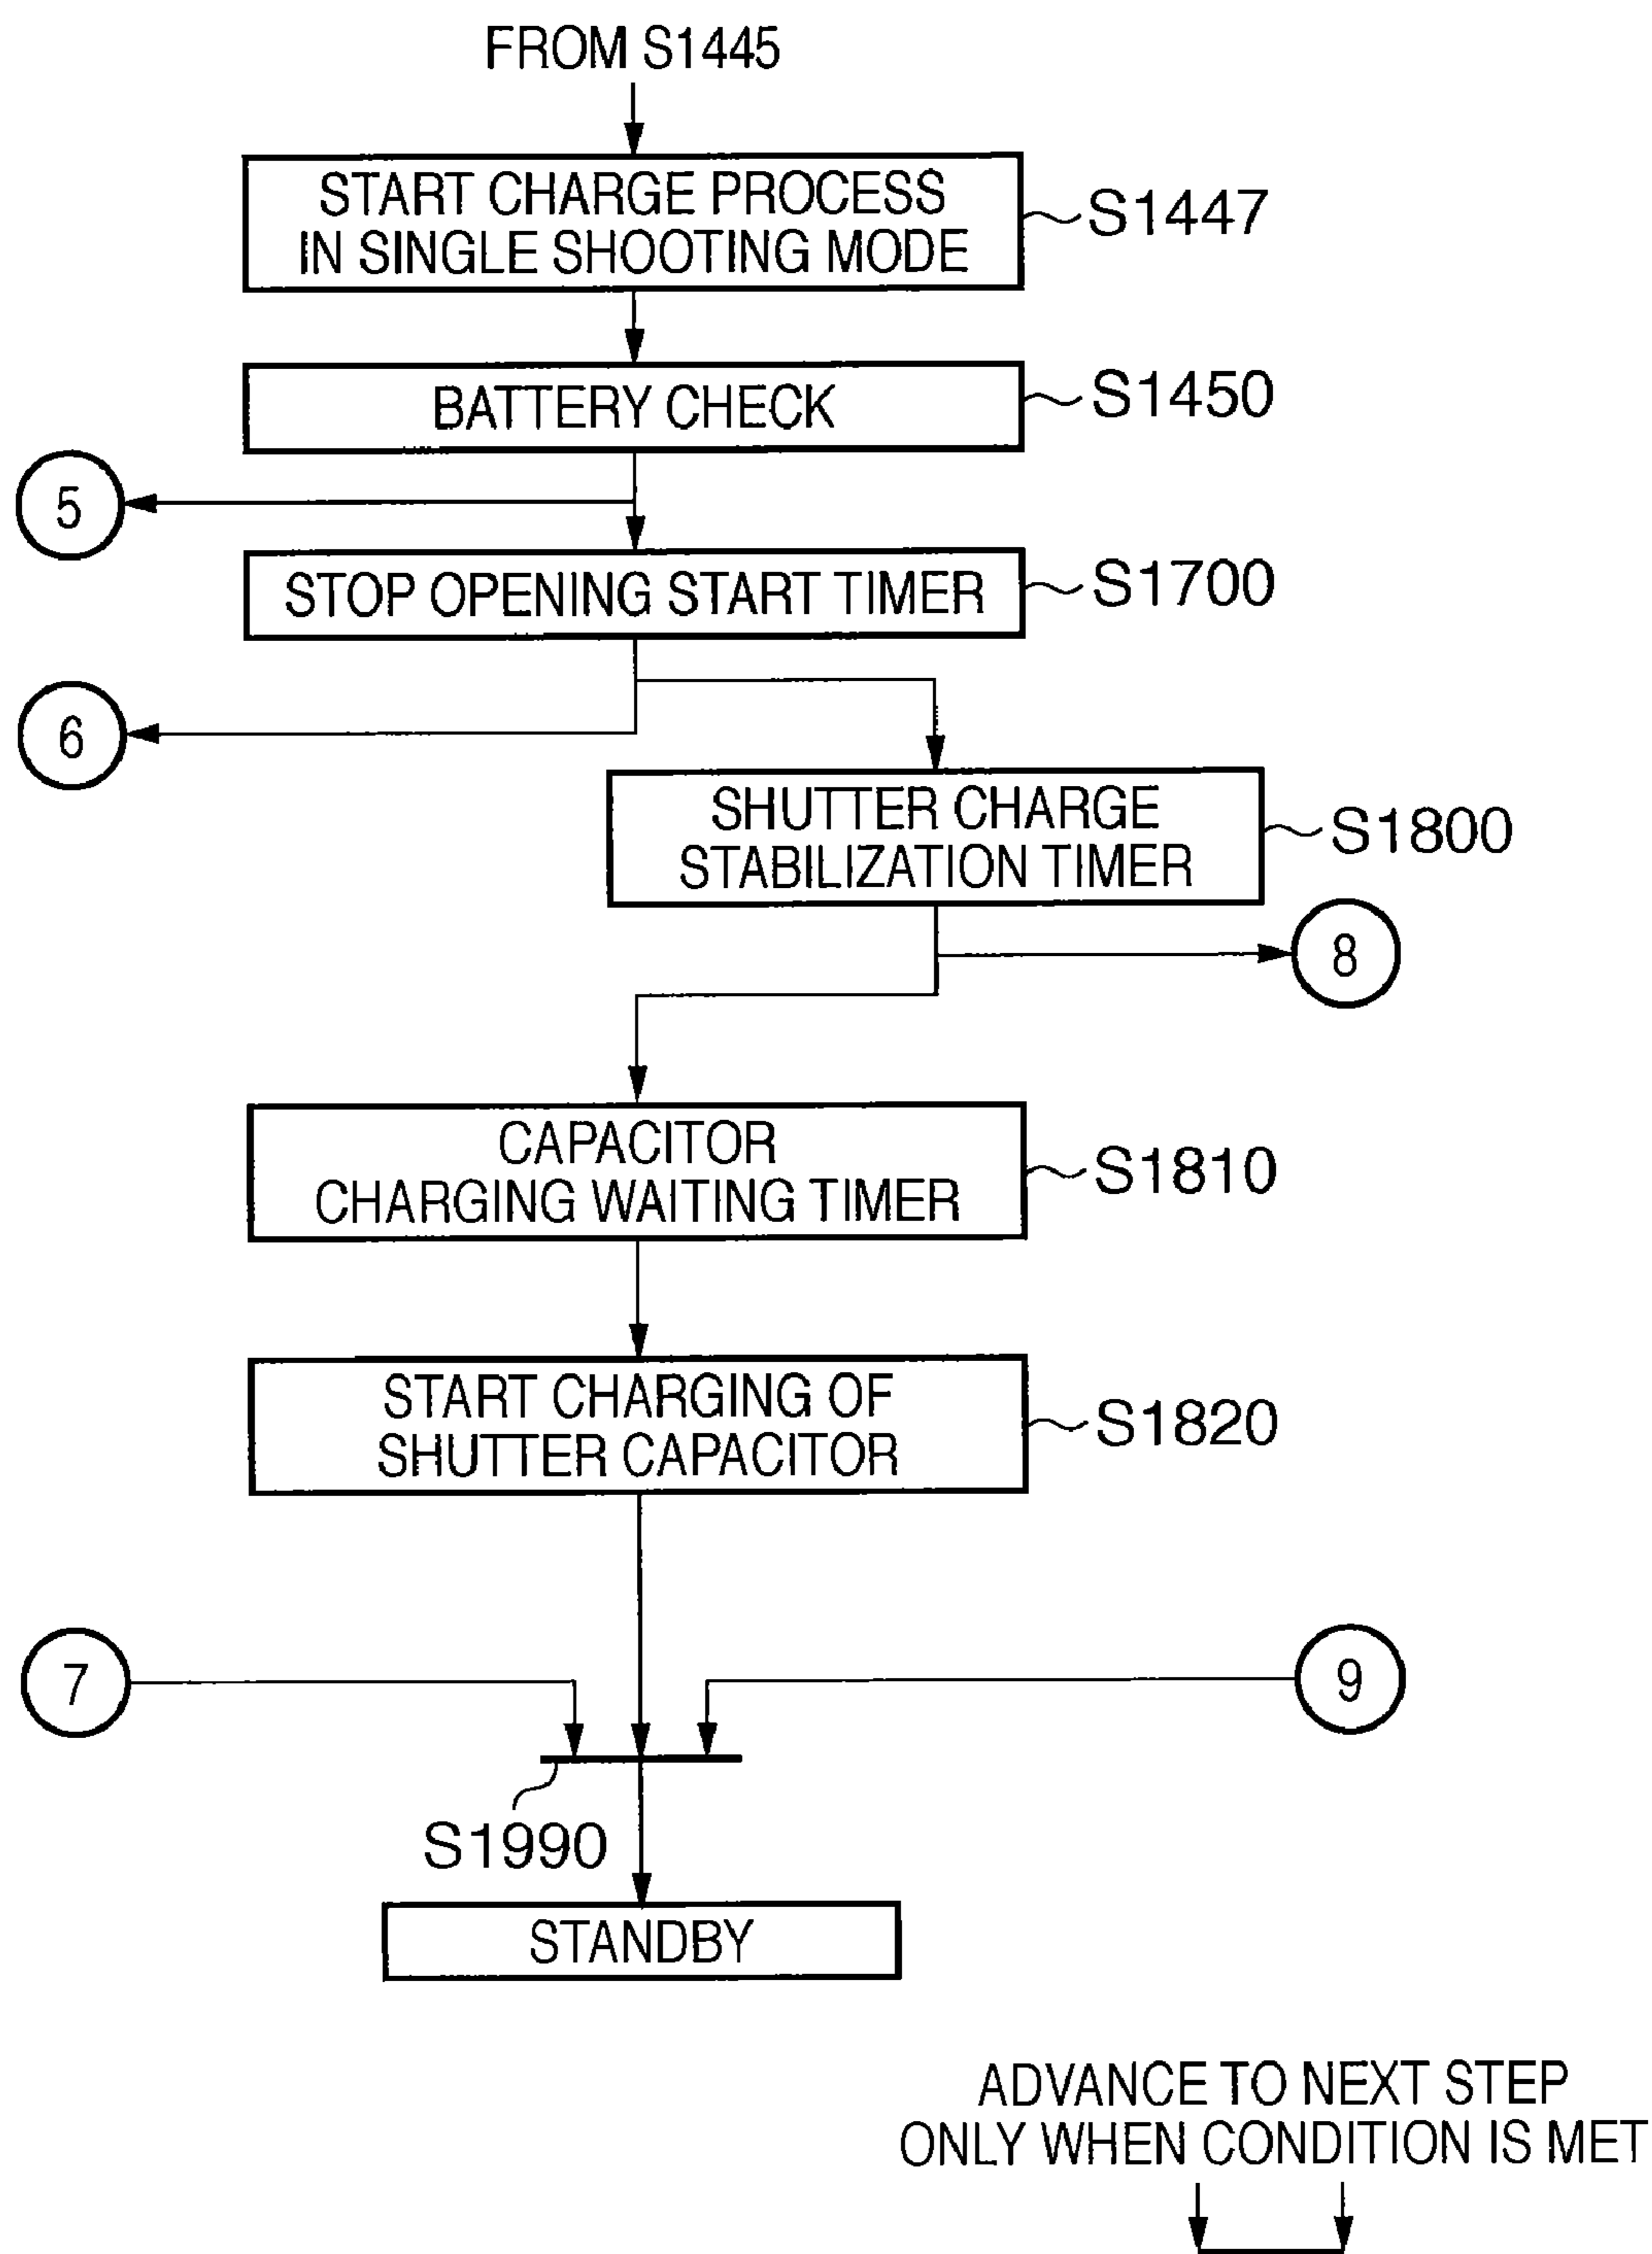 FROM S1445
START CHARGE PROCESS
IN SINGLE SHOOTING MODE
S1447
BATTERY CHECK
S1450
5
STOP OPENING START TIMER
S1700
6
SHUTTER CHARGE
STABILIZATION TIMER
S1800
8
CAPACITOR
CHARGING WAITING TIMER
S1810
START CHARGING OF
SHUTTER CAPACITOR
S1820
7
9
S1990
STANDBY
ADVANCE TO NEXT STEP
ONLY WHEN CONDITION IS MET